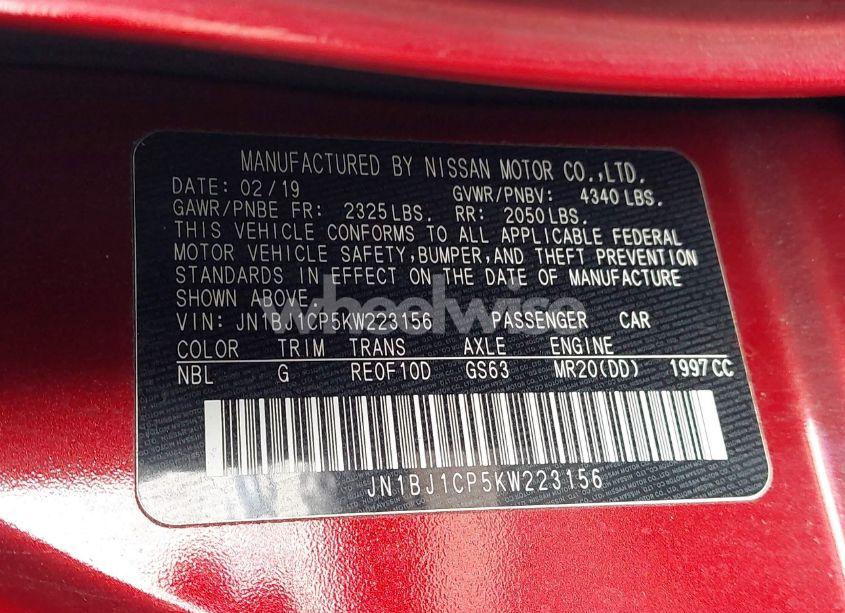 MANUFACTURED BY NISSAN MOTOR CO.,LTD.
DATE: 02/19 GVWR/PNBV: 4340 LBS.
GAWR/PNBE FR: 2325 LBS. RR: 2050 LBS.
THIS VEHICLE CONFORMS TO ALL APPLICABLE FEDERAL
MOTOR VEHICLE SAFETY,BUMPER,AND THEFT PREVENTION
STANDARDS IN EFFECT ON THE DATE OF MANUFACTURE
SHOWN ABOVE.
wheelwise
VIN: JN1BJ1CP5KW223156 PASSENGER CAR
COLOR TRIM TRANS AXLE ENGINE
NBL G RE0F10D GS63 MR20(DD) 1997 CC
JN1BJ1CP5KW223156